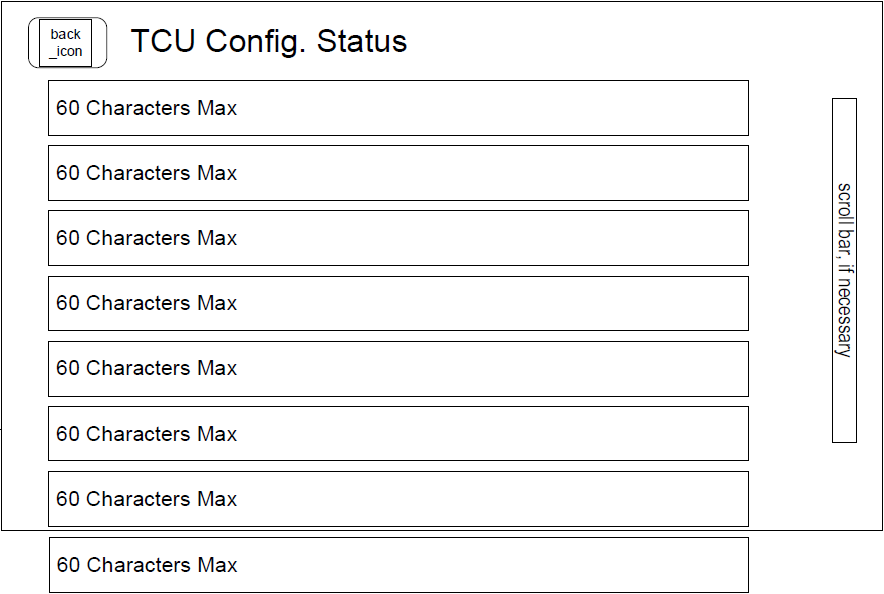 back
_icon
TCU Config. Status
60 Characters Max
60 Characters Max
60 Characters Max
60 Characters Max
60 Characters Max
60 Characters Max
60 Characters Max
60 Characters Max
scroll bar, if necessary